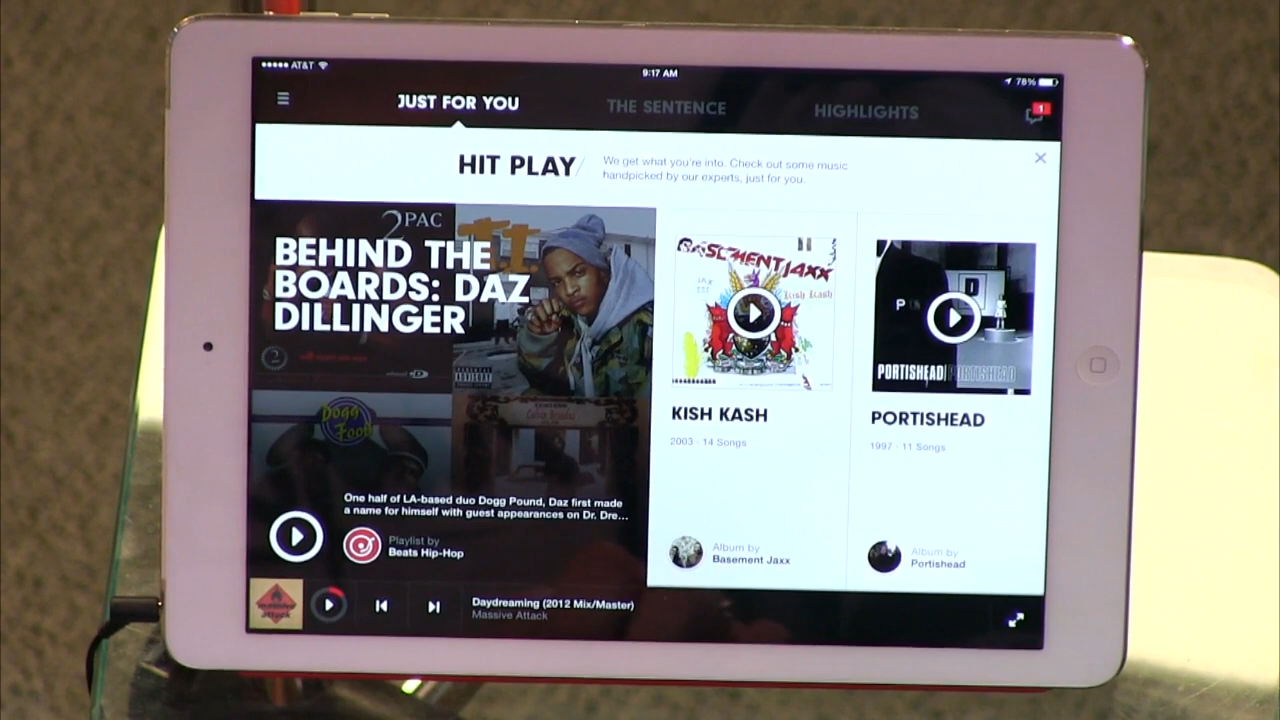 AT&T
9:17 AM
78%
JUST FOR YOU
THE SENTENCE
HIGHLIGHTS
1
HIT PLAY/
We get what you're into. Check out some music
handpicked by our experts, just for you.
2PAC
T.I.
BEHIND THE
BOARDS: DAZ
DILLINGER
2
Dogg
Food
One half of LA-based duo Dogg Pound, Daz first made
a name for himself with guest appearances on Dr. Dre...
Playlist by
Beats Hip-Hop
BASEMENT JAXX
Kish Kash
KISH KASH
2003 · 14 Songs
Album by
Basement Jaxx
P
PORTISHEAD PORTISHEAD
PORTISHEAD
1997 · 11 Songs
Album by
Portishead
massive
attack
Daydreaming (2012 Mix/Master)
Massive Attack